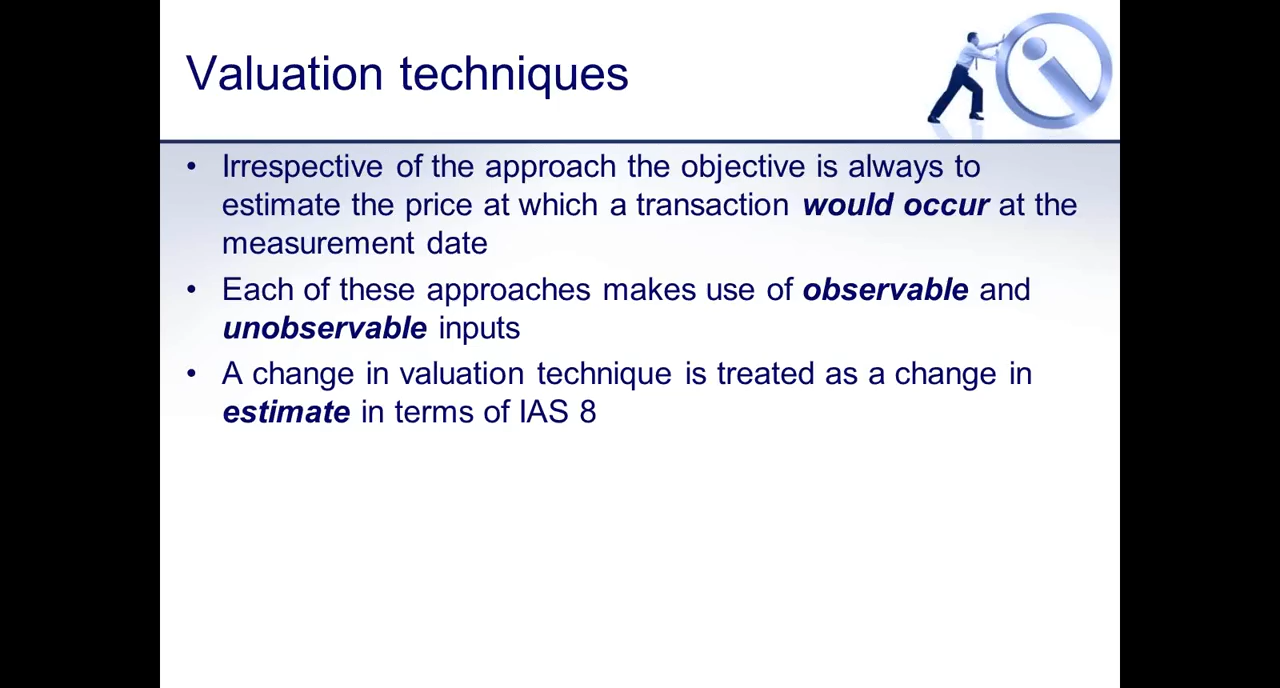 Valuation techniques
• Irrespective of the approach the objective is always to
estimate the price at which a transaction would occur at the
measurement date
• Each of these approaches makes use of observable and
unobservable inputs
• A change in valuation technique is treated as a change in
estimate in terms of IAS 8